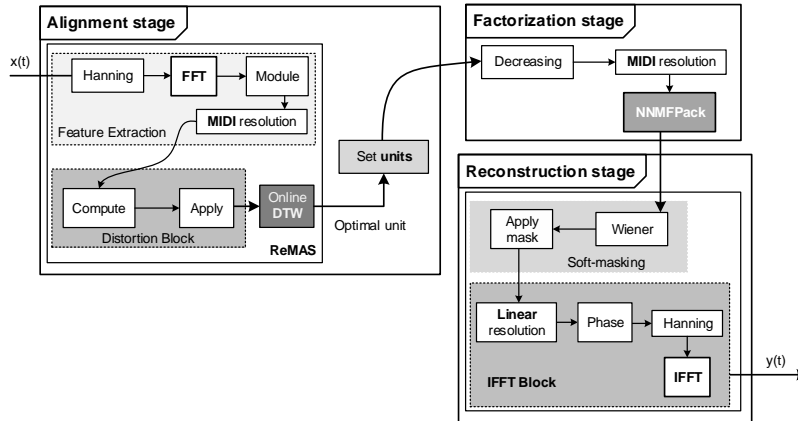 Alignment stage
x(t)
Hanning
FFT
Module
MIDI resolution
Feature Extraction
Compute
Apply
Distortion Block
Online
DTW
ReMAS
Optimal unit
Set units
Factorization stage
Decreasing
MIDI resolution
NNMFPack
Reconstruction stage
Wiener
Apply
mask
Soft-masking
Linear
resolution
Phase
Hanning
IFFT
IFFT Block
y(t)